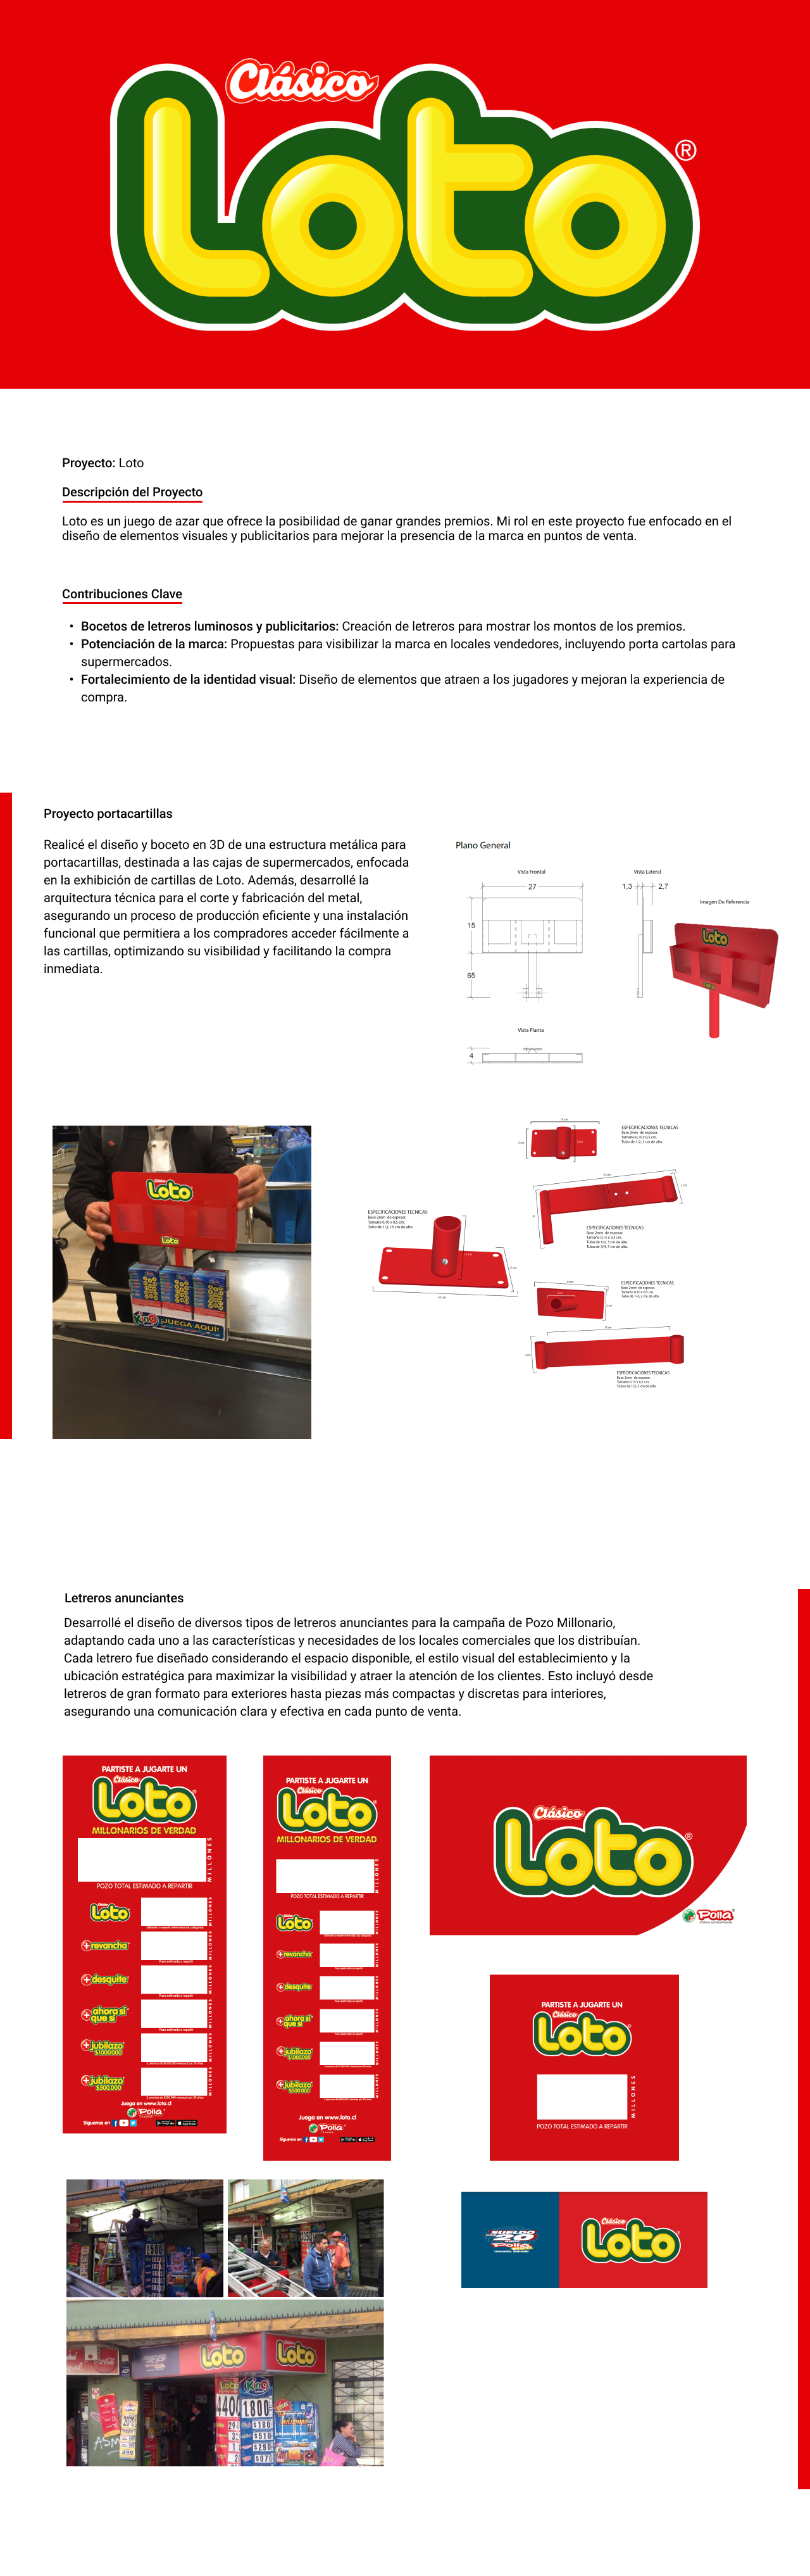 Clásico
Loto®
Proyecto: Loto
Descripción del Proyecto
Loto es un juego de azar que ofrece la posibilidad de ganar grandes premios. Mi rol en este proyecto fue enfocado en el
diseño de elementos visuales y publicitarios para mejorar la presencia de la marca en puntos de venta.
Contribuciones Clave
• Bocetos de letreros luminosos y publicitarios: Creación de letreros para mostrar los montos de los premios.
• Potenciación de la marca: Propuestas para visibilizar la marca en locales vendedores, incluyendo porta cartolas para
supermercados.
• Fortalecimiento de la identidad visual: Diseño de elementos que atraen a los jugadores y mejoran la experiencia de
compra.
Proyecto portacartillas
Realicé el diseño y boceto en 3D de una estructura metálica para
portacartillas, destinada a las cajas de supermercados, enfocada
en la exhibición de cartillas de Loto. Además, desarrollé la
arquitectura técnica para el corte y fabricación del metal,
asegurando un proceso de producción eficiente y una instalación
funcional que permitiera a los compradores acceder fácilmente a
las cartillas, optimizando su visibilidad y facilitando la compra
inmediata.
Plano General
Vista Frontal
27
15
65
Vista Lateral
1,3
2,7
Imagen De Referencia
Loto
Loto
Vista Planta
4
Loto
Loto
KINO ¡JUEGA AQUÍ!
ESPECIFICACIONES TECNICAS
ESPECIFICACIONES TECNICAS
ESPECIFICACIONES TECNICAS
ESPECIFICACIONES TECNICAS
ESPECIFICACIONES TECNICAS
Letreros anunciantes
Desarrollé el diseño de diversos tipos de letreros anunciantes para la campaña de Pozo Millonario,
adaptando cada uno a las características y necesidades de los locales comerciales que los distribuían.
Cada letrero fue diseñado considerando el espacio disponible, el estilo visual del establecimiento y la
ubicación estratégica para maximizar la visibilidad y atraer la atención de los clientes. Esto incluyó desde
letreros de gran formato para exteriores hasta piezas más compactas y discretas para interiores,
asegurando una comunicación clara y efectiva en cada punto de venta.
PARTISTE A JUGARTE UN
Clásico
Loto
MILLONARIOS DE VERDAD
MILLONES
POZO TOTAL ESTIMADO A REPARTIR
Loto
MILLONES
+revancha
MILLONES
+desquite
MILLONES
+ahora sí
que sí
MILLONES
+jubilazo
$1.000.000
MILLONES
+jubilazo
$500.000
MILLONES
Juega en www.loto.cl
Polla
Síguenos en
PARTISTE A JUGARTE UN
Clásico
Loto
MILLONARIOS DE VERDAD
MILLONES
POZO TOTAL ESTIMADO A REPARTIR
Loto
MILLONES
+revancha
MILLONES
+desquite
MILLONES
+ahora sí
que sí
MILLONES
+jubilazo
$1.000.000
MILLONES
+jubilazo
$500.000
MILLONES
Juega en www.loto.cl
Polla
Síguenos en
Clásico
Loto®
Polla
PARTISTE A JUGARTE UN
Clásico
Loto
MILLONES
POZO TOTAL ESTIMADO A REPARTIR
SUELDO
20
Polla
Clásico
Loto
Loto
Loto
Loto
Kino
440
1.800